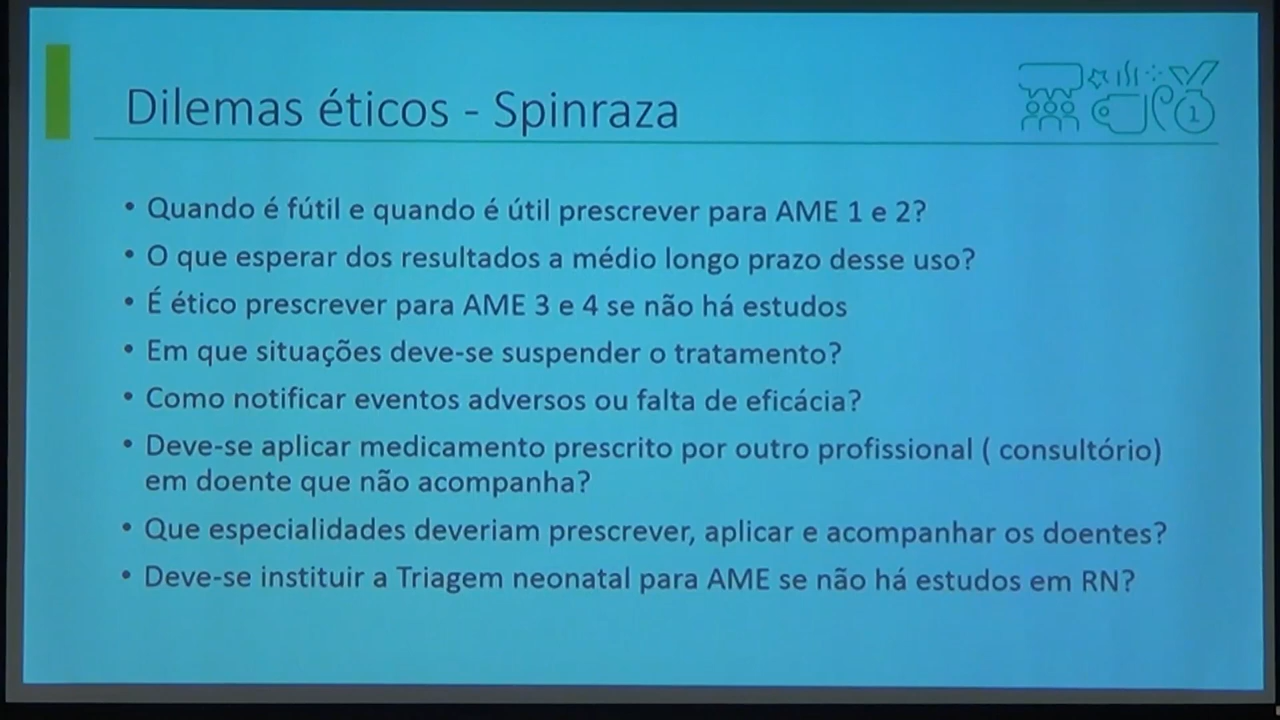 Dilemas éticos - Spinraza
1
• Quando é fútil e quando é útil prescrever para AME 1 e 2?
• O que esperar dos resultados a médio longo prazo desse uso?
• É ético prescrever para AME 3 e 4 se não há estudos
• Em que situações deve-se suspender o tratamento?
• Como notificar eventos adversos ou falta de eficácia?
• Deve-se aplicar medicamento prescrito por outro profissional ( consultório)
em doente que não acompanha?
• Que especialidades deveriam prescrever, aplicar e acompanhar os doentes?
• Deve-se instituir a Triagem neonatal para AME se não há estudos em RN?